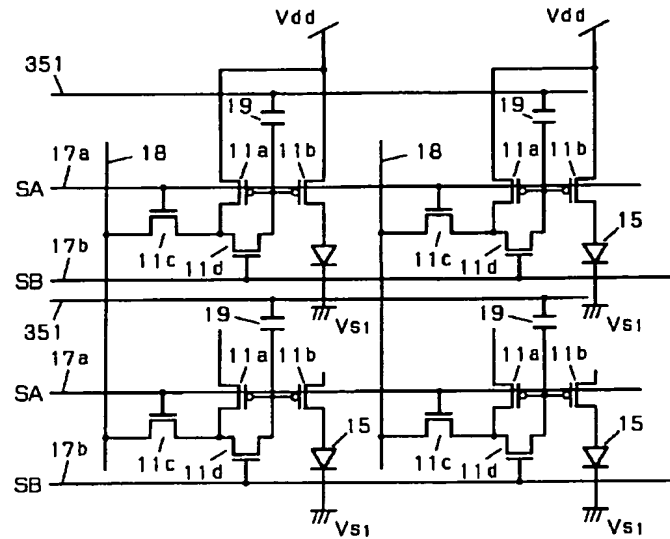 Vdd Vdd
351
19 19
17a 18 11a 11b 18 11a 11b
SA
15
17b 11c 11d 11c 11d
SB
351 19 Vs1 19 Vs1
17a 11a 11b 11a 11b
SA
15 15
17b 11c 11d 11c 11d
SB
Vs1 Vs1